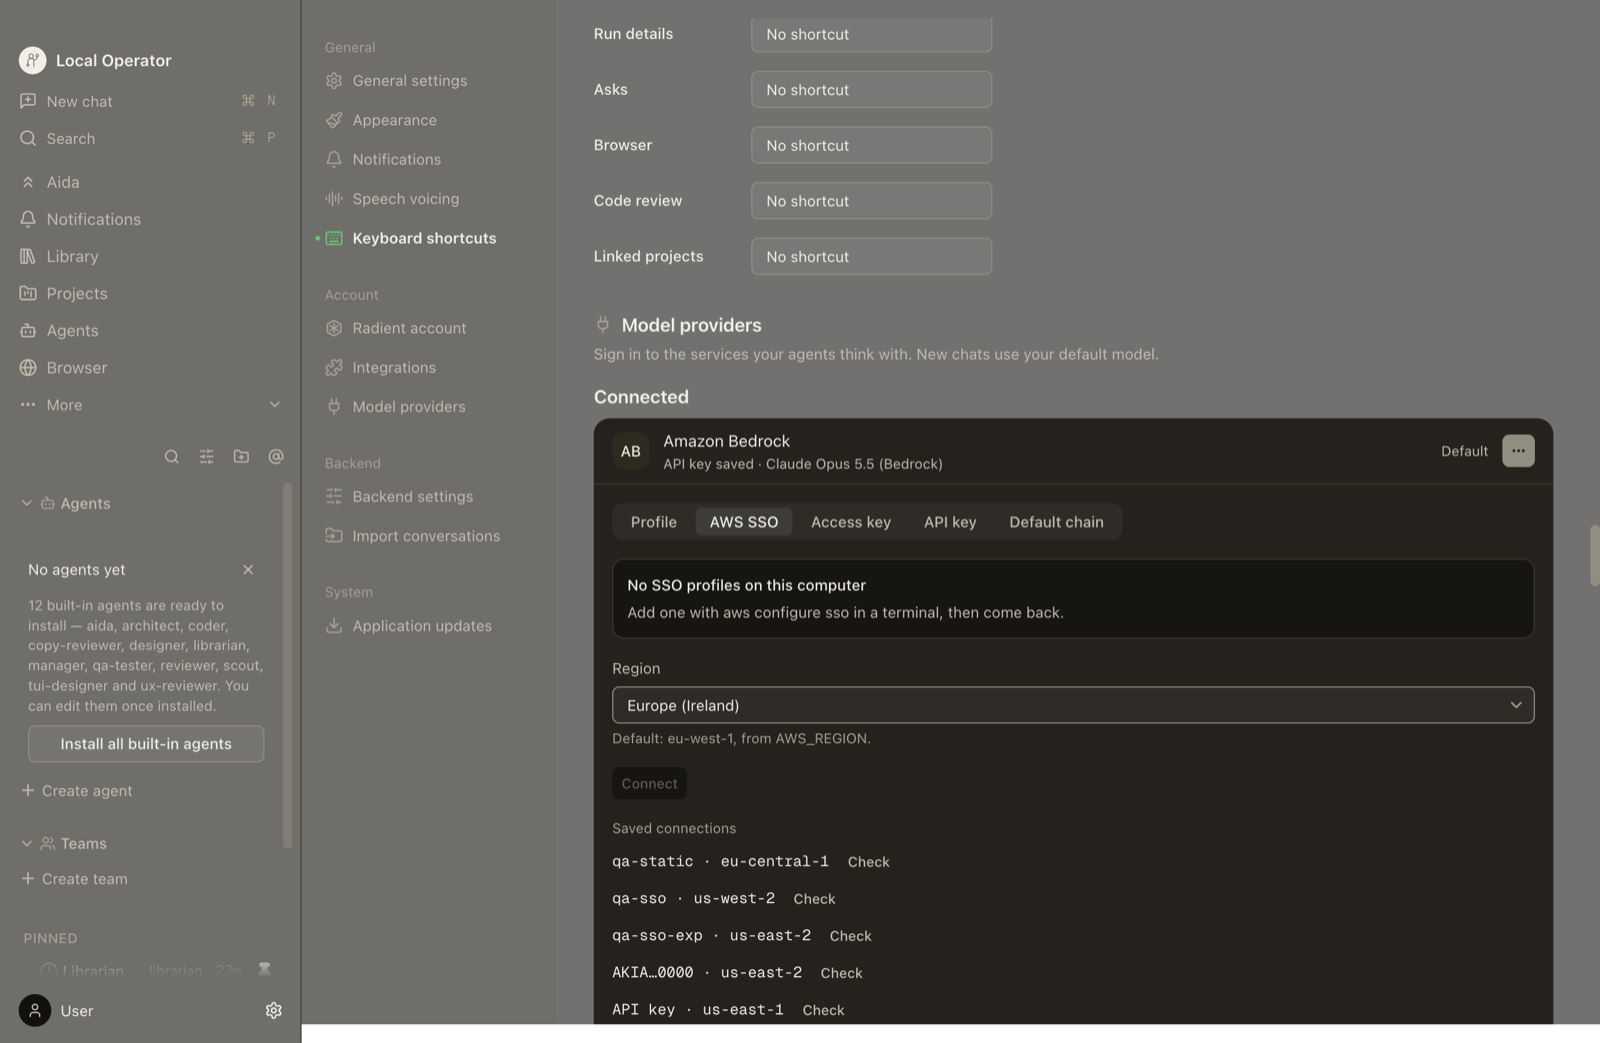 Local Operator
New chat ⌘ N
Search ⌘ P
Aida
Notifications
Library
Projects
Agents
Browser
More
Agents
No agents yet
12 built-in agents are ready to
install — aida, architect, coder,
copy-reviewer, designer, librarian,
manager, qa-tester, reviewer, scout,
tui-designer and ux-reviewer. You
can edit them once installed.
Install all built-in agents
Create agent
Teams
Create team
PINNED
Librarian · librarian 23m
User
General
General settings
Appearance
Notifications
Speech voicing
Keyboard shortcuts
Account
Radient account
Integrations
Model providers
Backend
Backend settings
Import conversations
System
Application updates
Run details No shortcut
Asks No shortcut
Browser No shortcut
Code review No shortcut
Linked projects No shortcut
Model providers
Sign in to the services your agents think with. New chats use your default model.
Connected
AB
Amazon Bedrock
API key saved · Claude Opus 5.5 (Bedrock)
Default
Profile AWS SSO Access key API key Default chain
No SSO profiles on this computer
Add one with aws configure sso in a terminal, then come back.
Region
Europe (Ireland)
Default: eu-west-1, from AWS_REGION.
Connect
Saved connections
qa-static · eu-central-1 Check
qa-sso · us-west-2 Check
qa-sso-exp · us-east-2 Check
AKIA…0000 · us-east-2 Check
API key · us-east-1 Check